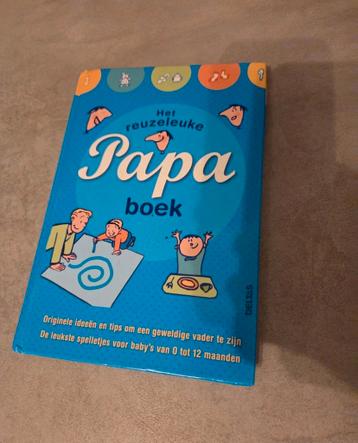 Het
reuzeleuke
Papa
boek
Originele ideeën en tips om een geweldige vader te zijn
De leukste spelletjes voor baby's van 0 tot 12 maanden
DELTAS